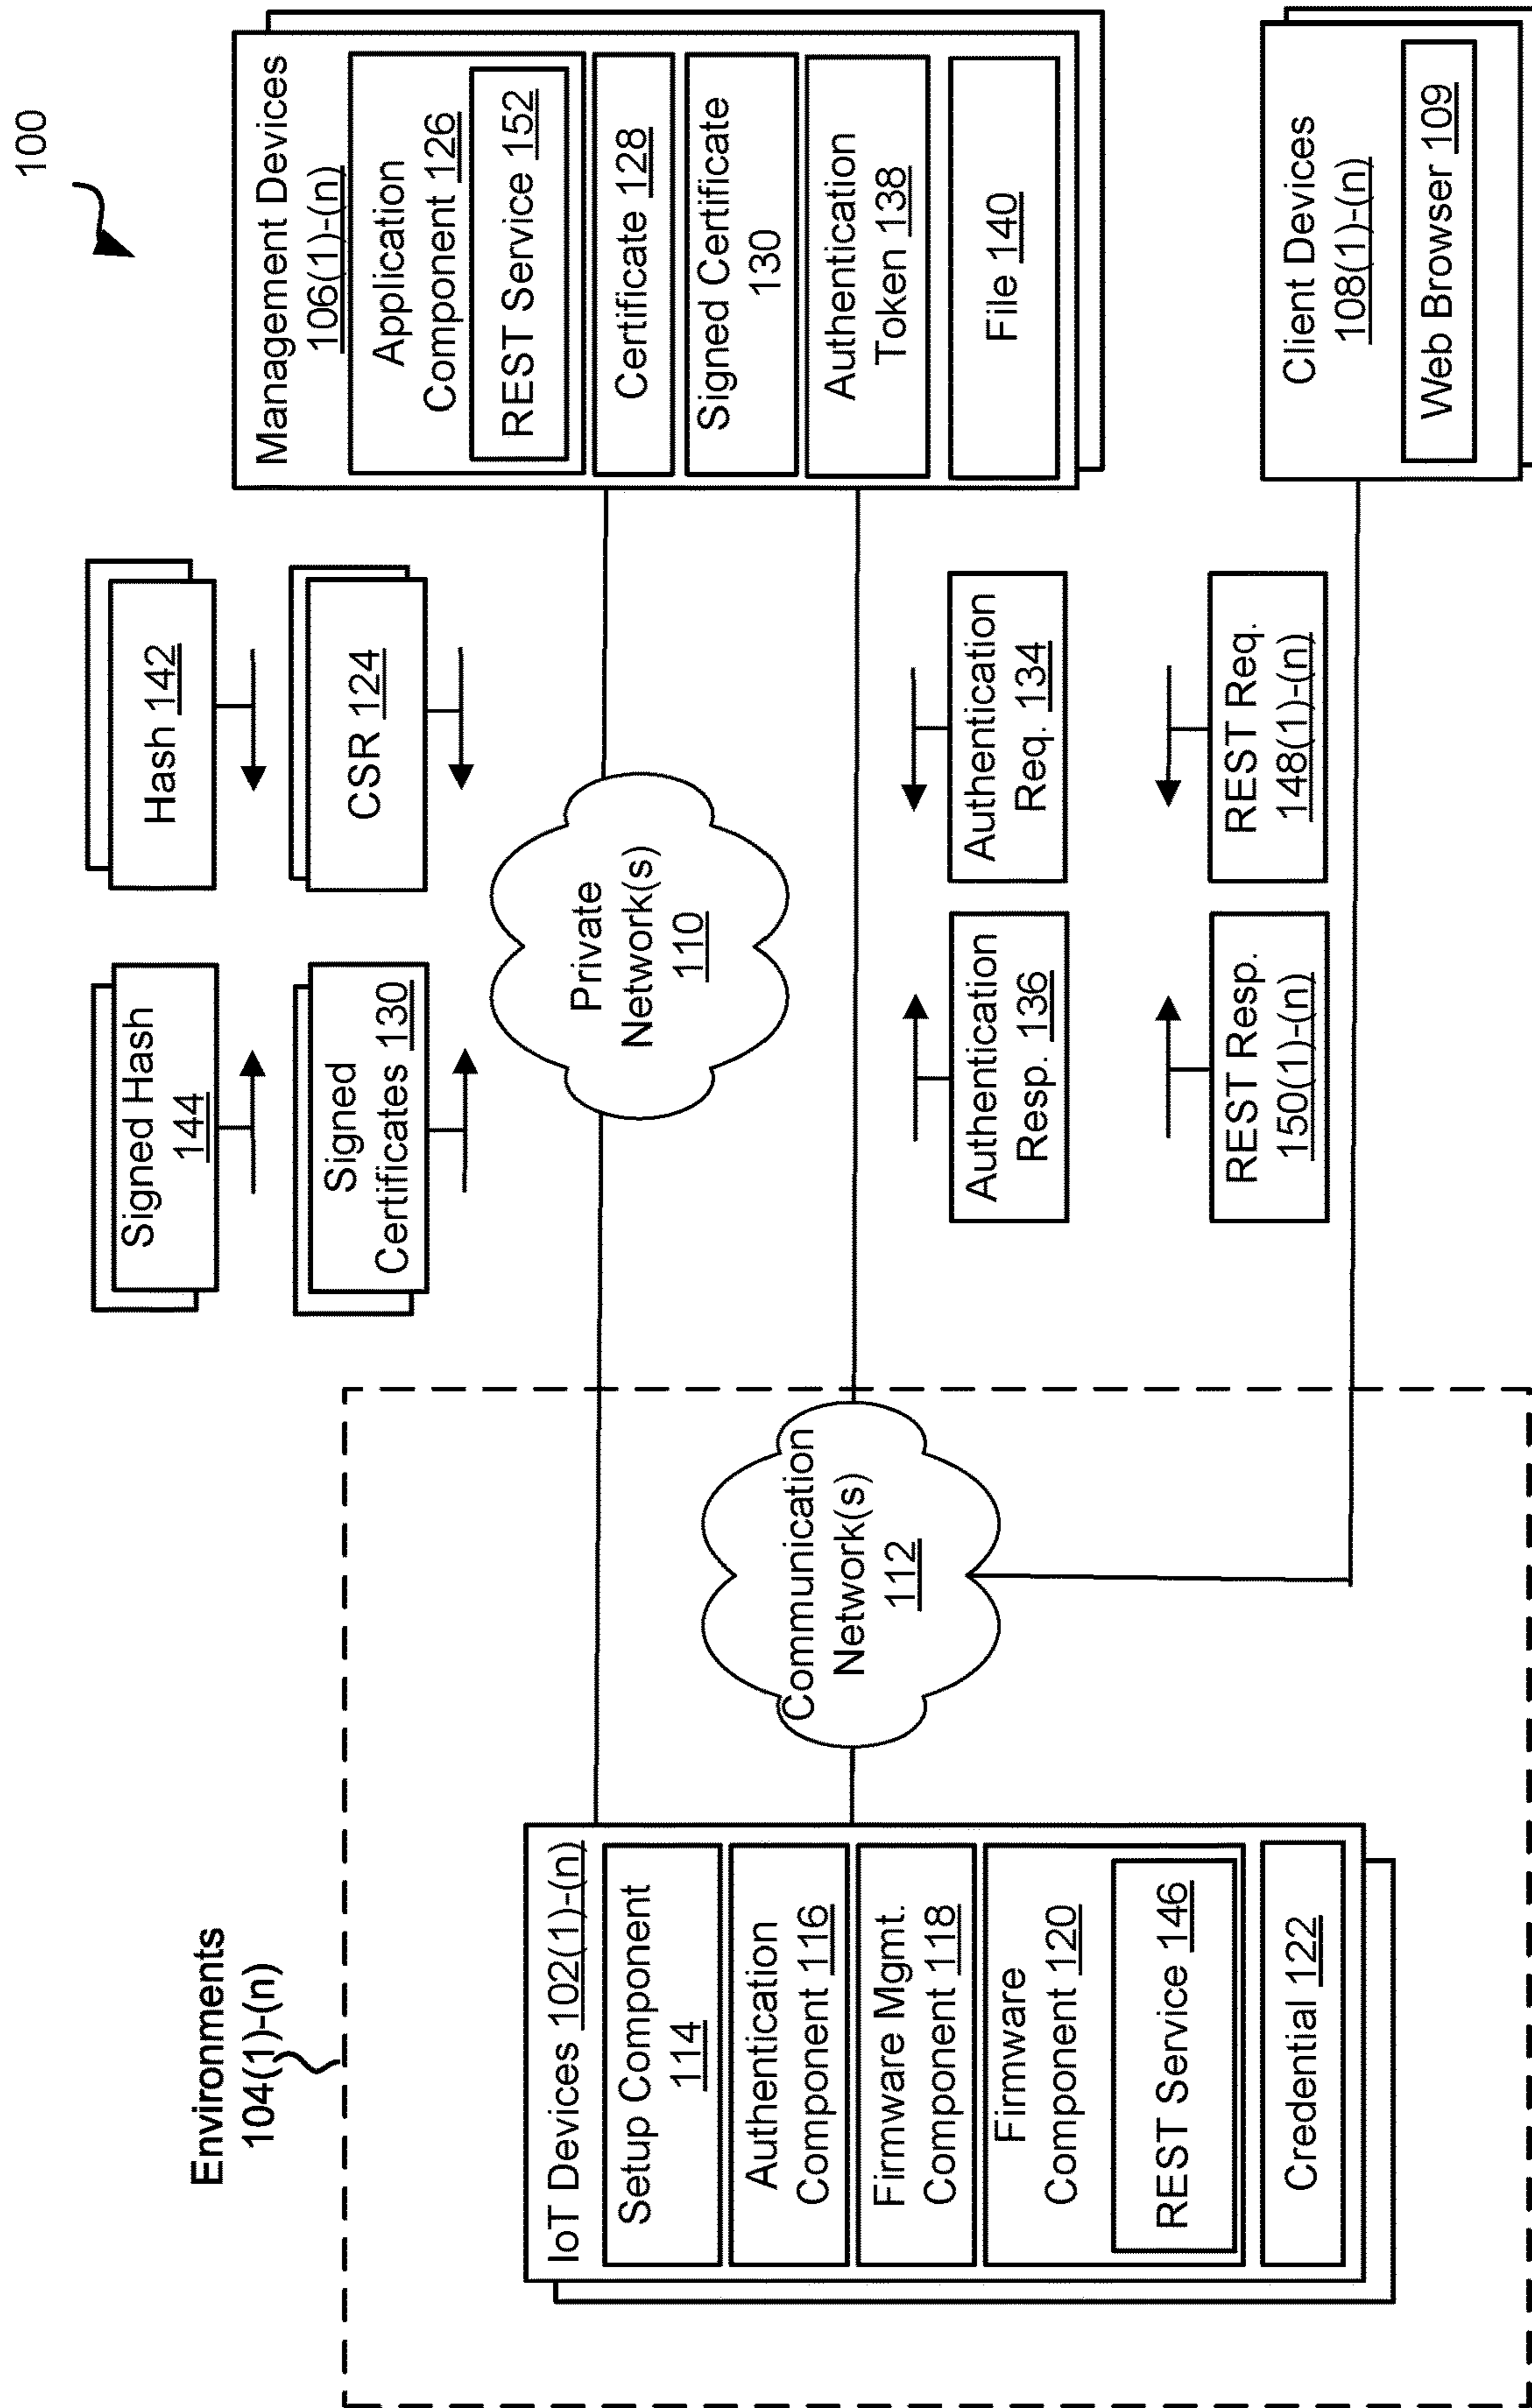 100
Environments
104(1)-(n)
IoT Devices 102(1)-(n)
Setup Component
114
Authentication
Component 116
Firmware Mgmt.
Component 118
Firmware
Component 120
REST Service 146
Credential 122
Communication
Network(s)
112
Signed Hash
144
Signed
Certificates 130
Hash 142
CSR 124
Private
Network(s)
110
Authentication
Resp. 136
Authentication
Req. 134
REST Resp.
150(1)-(n)
REST Req.
148(1)-(n)
Management Devices
106(1)-(n)
Application
Component 126
REST Service 152
Certificate 128
Signed Certificate
130
Authentication
Token 138
File 140
Client Devices
108(1)-(n)
Web Browser 109